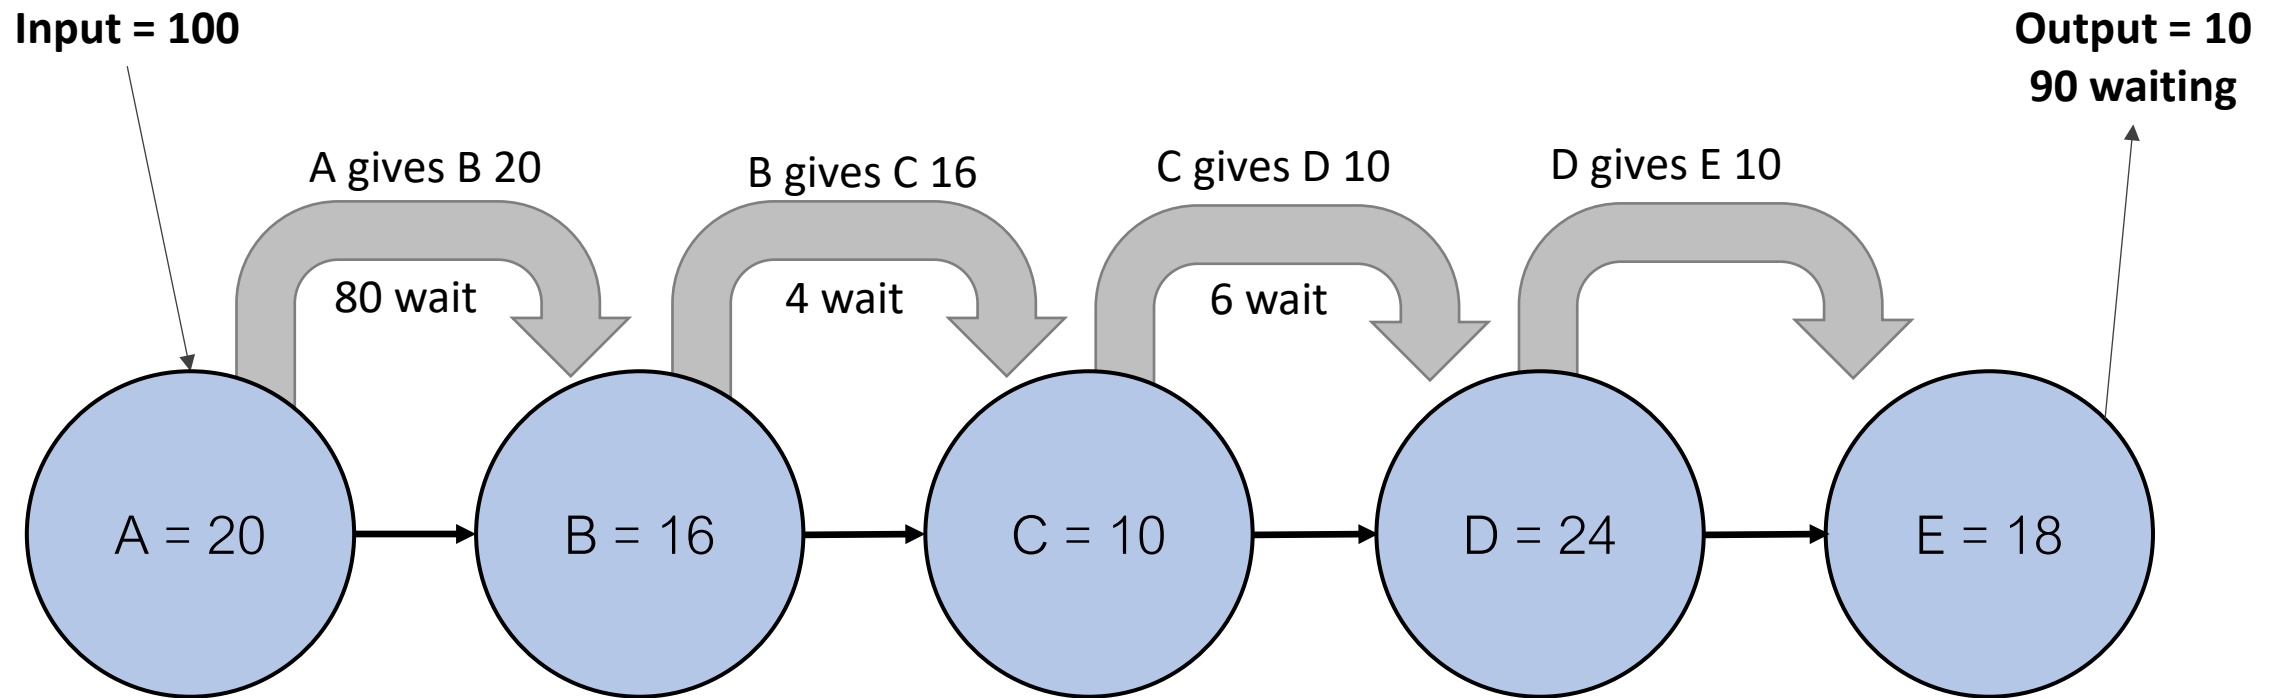 Input = 100
Output = 10
90 waiting
A gives B 20
B gives C 16
C gives D 10
D gives E 10
80 wait
4 wait
6 wait
A = 20
B = 16
C = 10
D = 24
E = 18